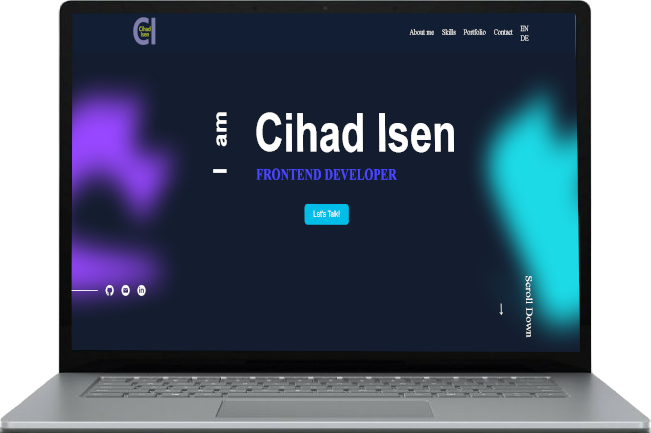 CI
Cihad
Isen
About me Skills Portfolio Contact EN
DE
I am
Cihad Isen
FRONTEND DEVELOPER
Let's Talk!
in
Scroll Down